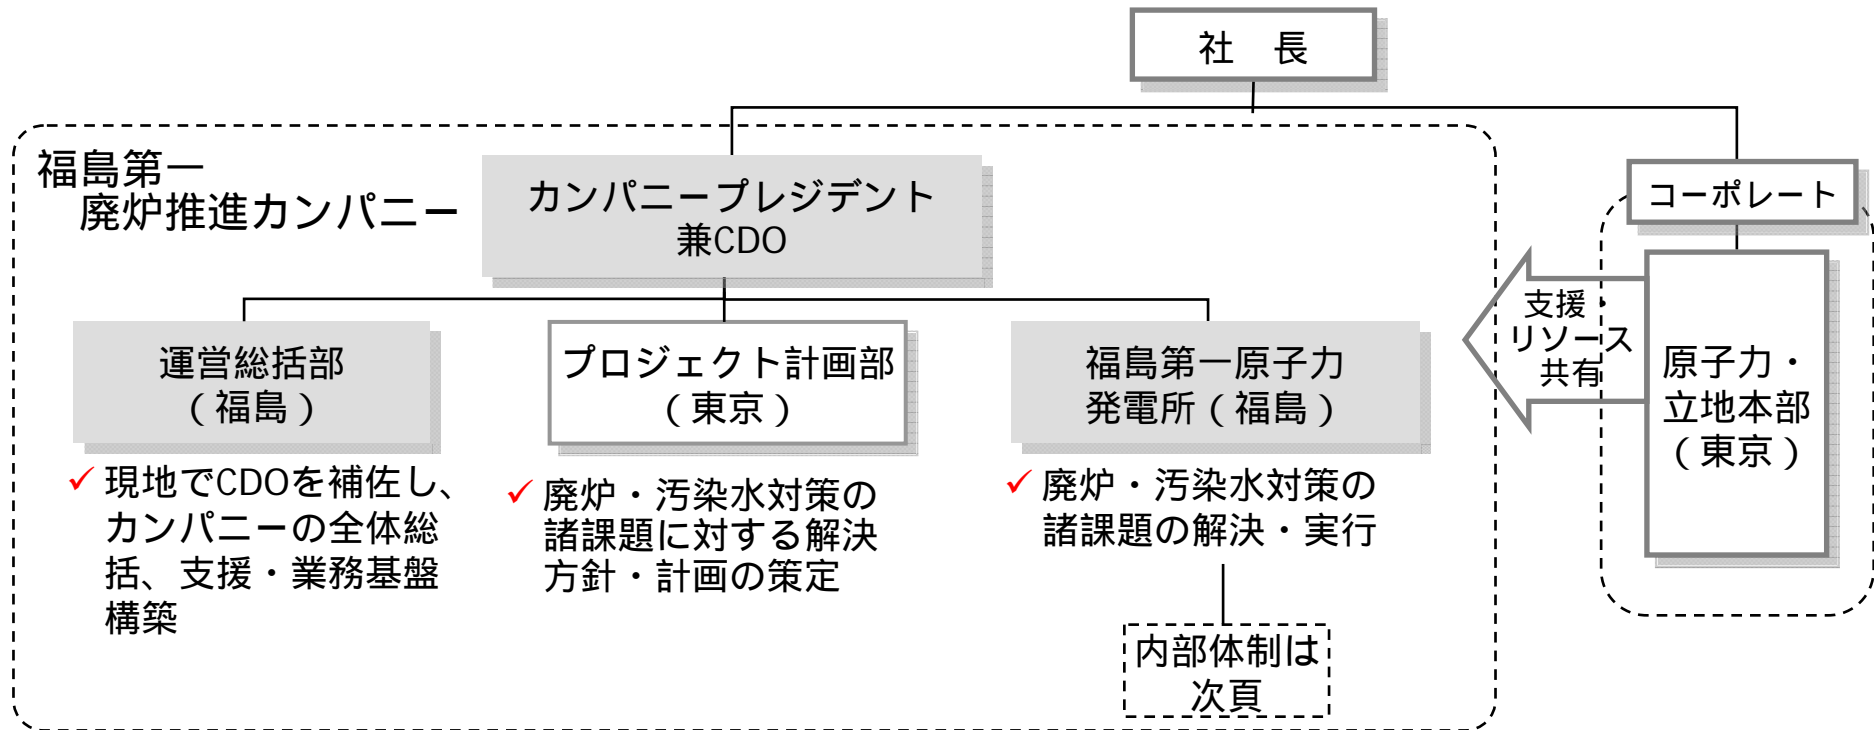 社　長
福島第一
廃炉推進カンパニー
カンパニープレジデント
兼CDO
コーポレート
支援・
リソース
共有
原子力・
立地本部
（東京）
運営総括部
（福島）
プロジェクト計画部
（東京）
福島第一原子力
発電所（福島）
✓ 現地でCDOを補佐し、
カンパニーの全体総
括、支援・業務基盤
構築
✓ 廃炉・汚染水対策の
諸課題に対する解決
方針・計画の策定
✓ 廃炉・汚染水対策の
諸課題の解決・実行
内部体制は
次頁